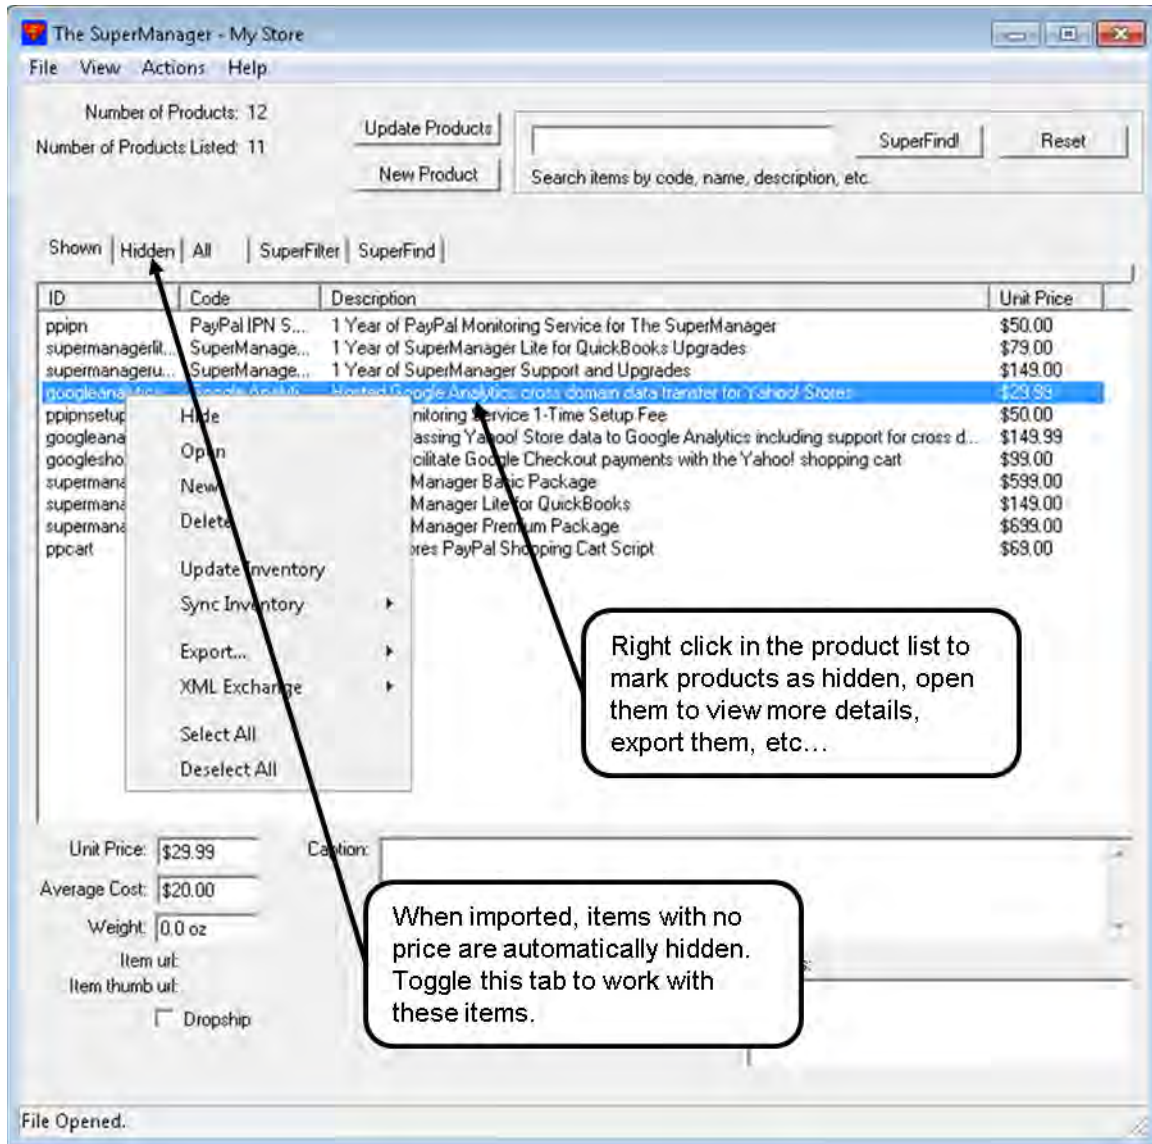 The SuperManager - My Store
File View Actions Help
Number of Products: 12
Number of Products Listed: 11
Update Products
New Product
SuperFind!
Reset
Search items by code, name, description, etc.
Shown Hidden All SuperFilter SuperFind
ID Code Description Unit Price
ppipn PayPal IPN S... 1 Year of PayPal Monitoring Service for The SuperManager $50.00
supermanagerlit... SuperManage... 1 Year of SuperManager Lite for QuickBooks Upgrades $79.00
supermanageru... SuperManage... 1 Year of SuperManager Support and Upgrades $149.00
googleanalytics Google Analyti... Hosted Google Analytics cross domain data transfer for Yahoo! Stores $29.99
ppipnsetup nitoring Service 1-Time Setup Fee $50.00
googleana assing Yahoo! Store data to Google Analytics including support for cross d... $149.99
googlesho cilitate Google Checkout payments with the Yahoo! shopping cart $99.00
supermana Manager Basic Package $599.00
supermana Manager Lite for QuickBooks $149.00
supermana Manager Premium Package $699.00
ppcart ores PayPal Shopping Cart Script $69.00
Hide
Open
New
Delete
Update Inventory
Sync Inventory
Export...
XML Exchange
Select All
Deselect All
Right click in the product list to
mark products as hidden, open
them to view more details,
export them, etc...
Unit Price: $29.99
Caption:
Average Cost: $20.00
Weight: 0.0 oz
Item url:
Item thumb url:
Dropship
When imported, items with no
price are automatically hidden.
Toggle this tab to work with
these items.
File Opened.